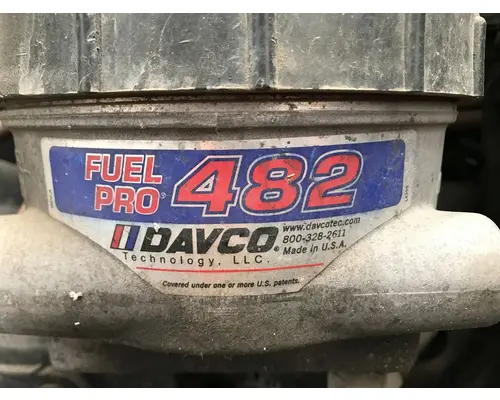 FUEL
PRO® 482
DAVCO®
Technology, LLC.
www.davcotec.com
800-328-2611
Made in U.S.A.
Covered under one or more U.S. patents.